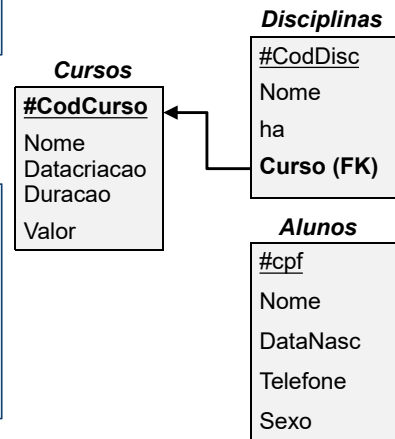 Disciplinas
#CodDisc
Nome
ha
Curso (FK)
Cursos
#CodCurso
Nome
Datacriacao
Duracao
Valor
Alunos
#cpf
Nome
DataNasc
Telefone
Sexo